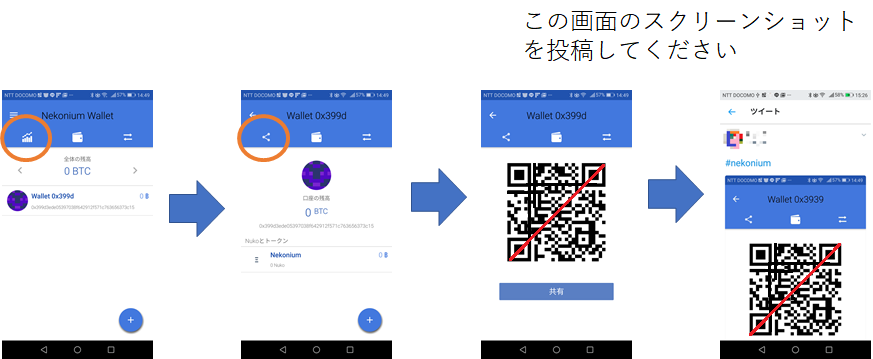 この画面のスクリーンショット
を投稿してください
NTT DOCOMO 57% 14:49
Nekonium Wallet
全体の残高
0 BTC
Wallet 0x399d
0
+
NTT DOCOMO 57% 14:49
Wallet 0x399d
口座の残高
0 BTC
Nukoとトークン
Nekonium
0
0 Nuko
+
NTT DOCOMO 57% 14:49
Wallet 0x399d
共有
NTT DOCOMO 58% 15:26
ツイート
#nekonium
NTT DOCOMO 57% 14:49
Wallet 0x3939